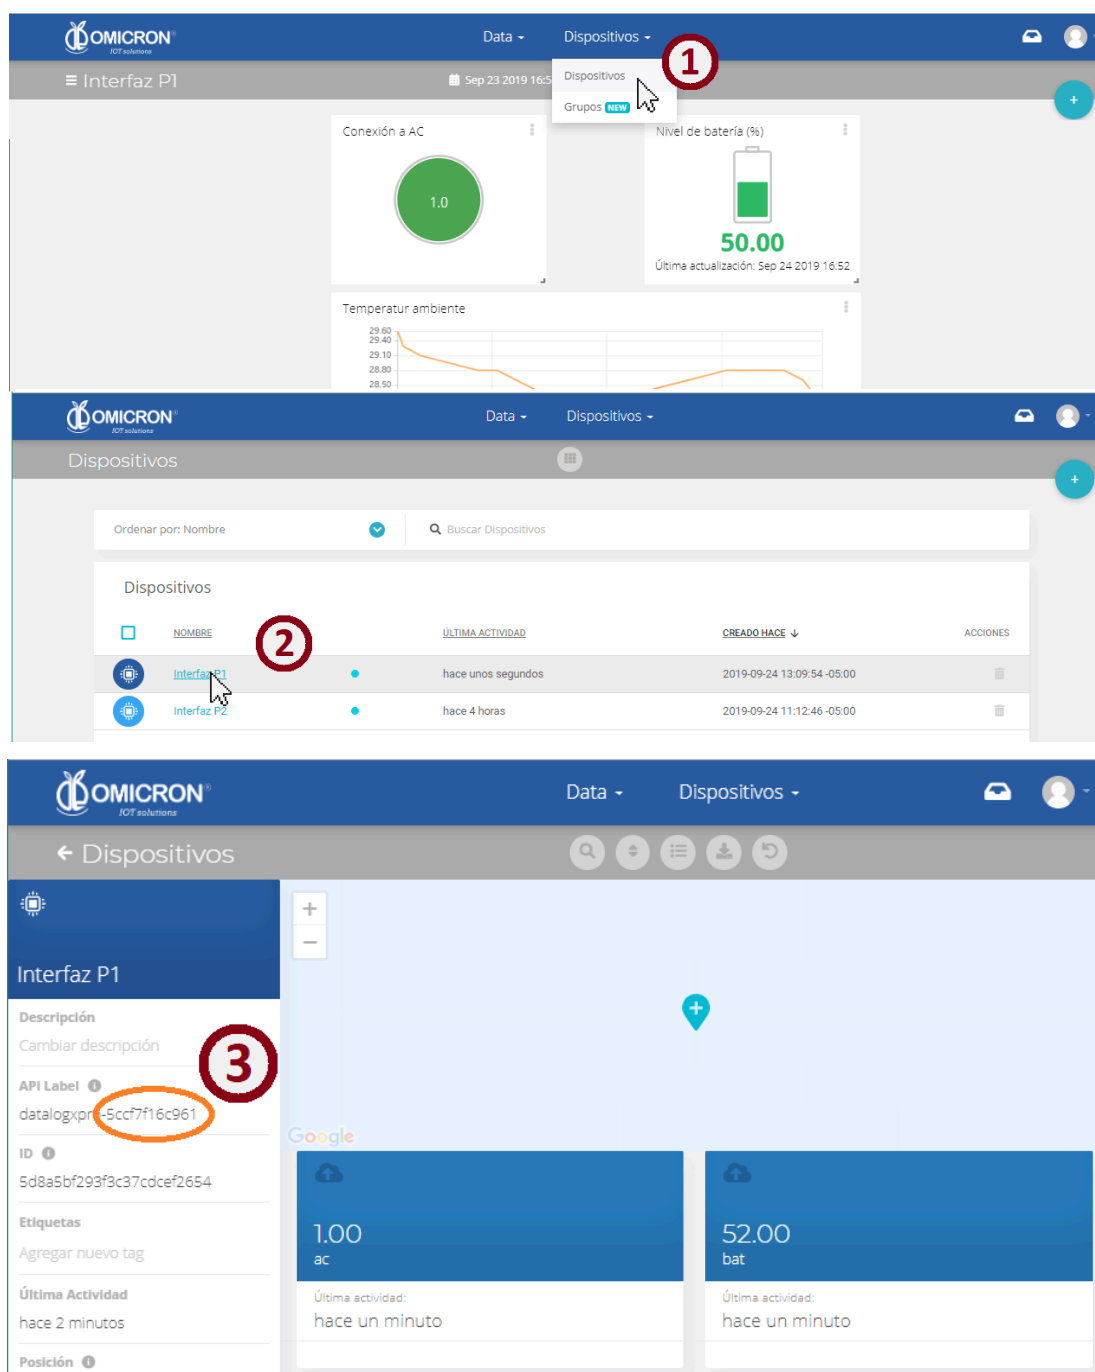 OMICRON®
IOT solutions
Data
Dispositivos
Interfaz P1
Sep 23 2019 16:5
Dispositivos
Grupos NEW
1
+
Conexión a AC
1.0
Nivel de batería (%)
50.00
Última actualización: Sep 24 2019 16:52
Temperatur ambiente
29.60
29.40
29.10
28.80
28.50
OMICRON®
IOT solutions
Data
Dispositivos
Dispositivos
+
Ordenar por: Nombre
Buscar Dispositivos
Dispositivos
NOMBRE
2
ÚLTIMA ACTIVIDAD
CREADO HACE
ACCIONES
Interfaz P1
hace unos segundos
2019-09-24 13:09:54 -05:00
Interfaz P2
hace 4 horas
2019-09-24 11:12:46 -05:00
OMICRON®
IOT solutions
Data
Dispositivos
Dispositivos
Interfaz P1
Descripción
Cambiar descripción
3
API Label
datalogxpro-5ccf7f16c961
ID
5d8a5bf293f3c37cdcef2654
Etiquetas
Agregar nuevo tag
Última Actividad
hace 2 minutos
Posición
+
−
+
Google
1.00
ac
Última actividad:
hace un minuto
52.00
bat
Última actividad:
hace un minuto